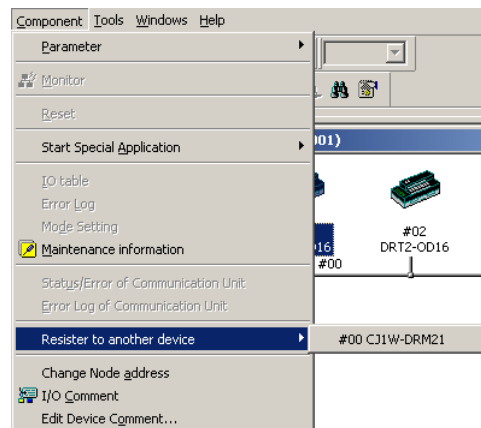 Component Tools Windows Help
Parameter
Monitor
Reset
Start Special Application
001)
IO table
Error Log
Mode Setting
#02
16 DRT2-OD16
Maintenance information
#00
Status/Error of Communication Unit
Error Log of Communication Unit
Resister to another device
#00 CJ1W-DRM21
Change Node address
I/O Comment
Edit Device Comment...